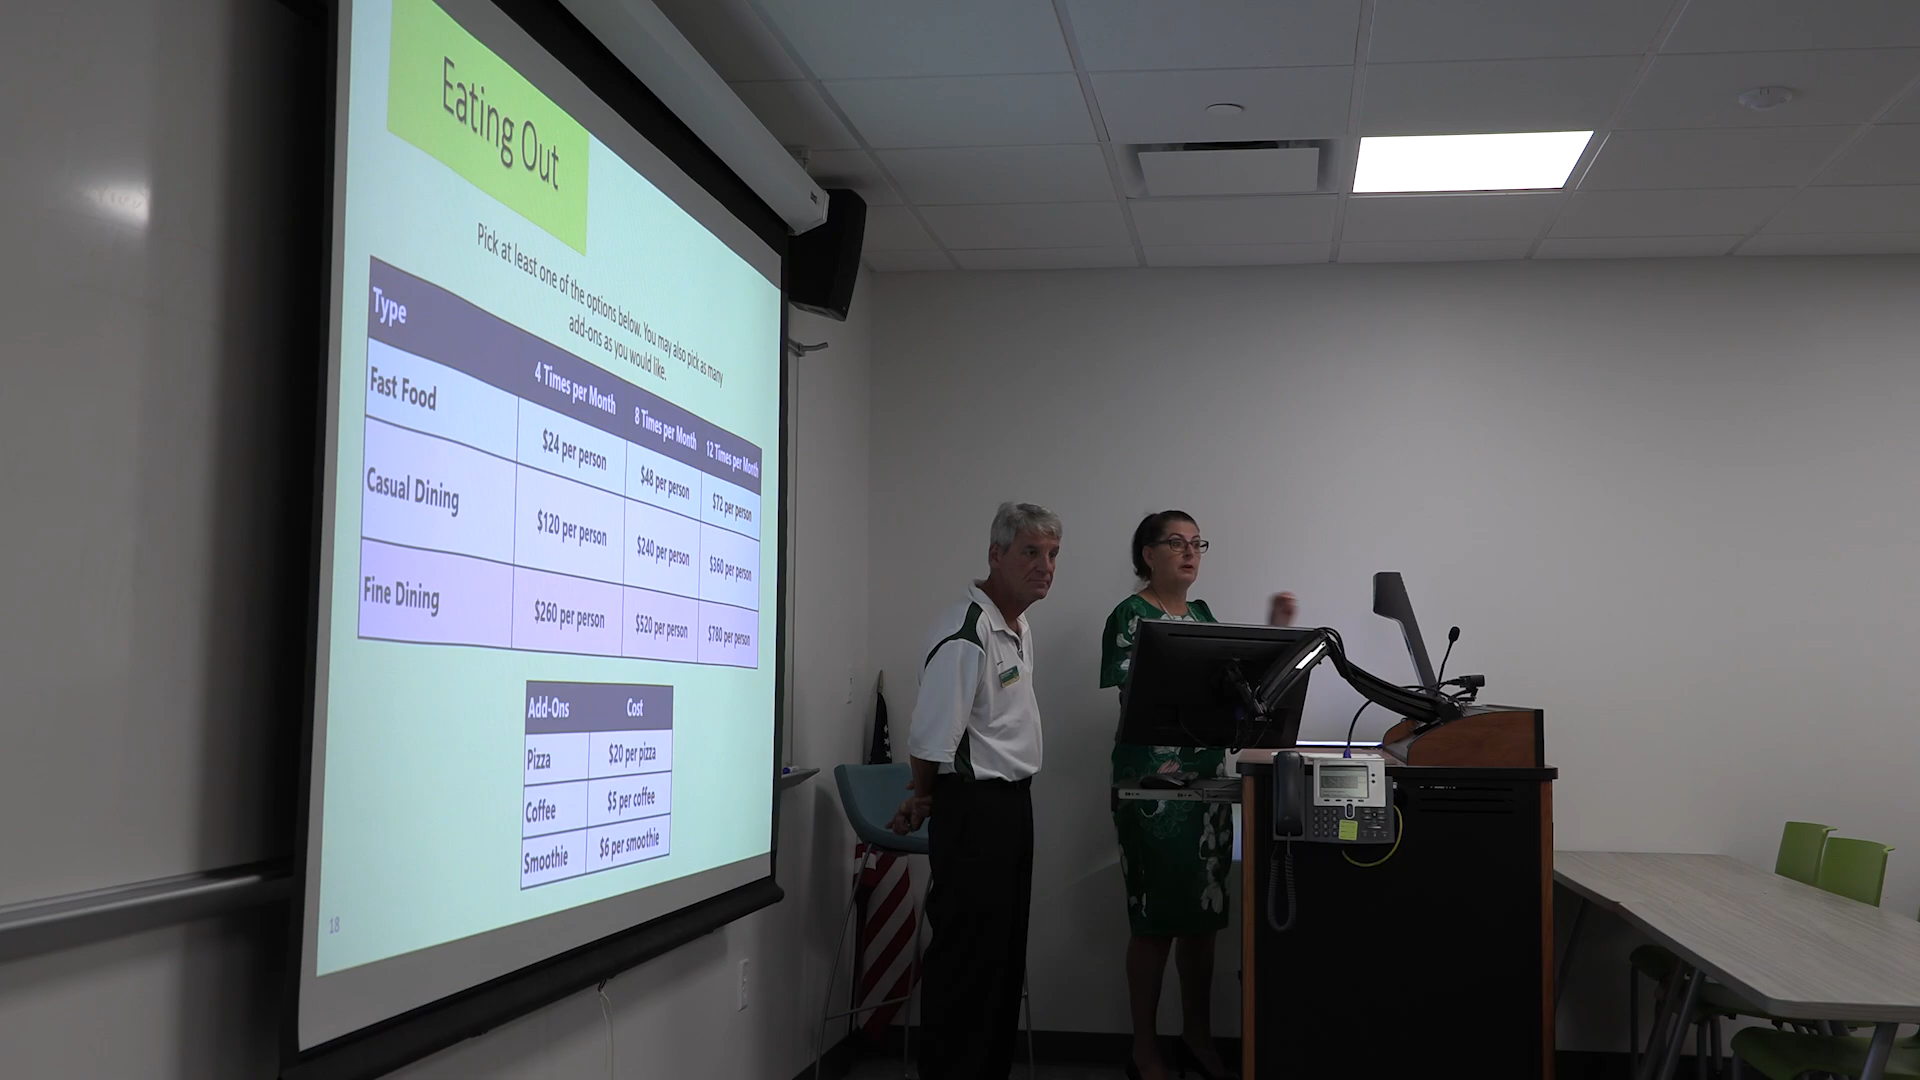 Eating Out
Pick at least one of the options below. You may also pick as many
add-ons as you would like.
Type 4 Times per Month 8 Times per Month 12 Times per Month
Fast Food $24 per person $48 per person $72 per person
Casual Dining $120 per person $240 per person $360 per person
Fine Dining $260 per person $520 per person $780 per person
Add-Ons Cost
Pizza $20 per pizza
Coffee $5 per coffee
Smoothie $6 per smoothie
18